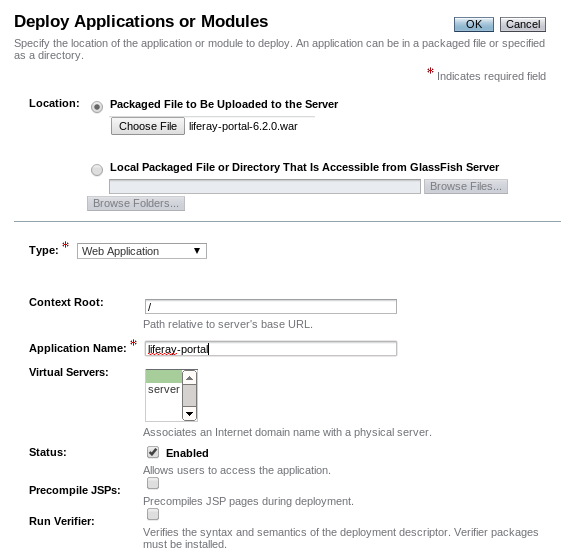 Deploy Applications or Modules
OK Cancel
Specify the location of the application or module to deploy. An application can be in a packaged file or specified
as a directory.
* Indicates required field
Location: Packaged File to Be Uploaded to the Server
Choose File liferay-portal-6.2.0.war
Local Packaged File or Directory That Is Accessible from GlassFish Server
Browse Files...
Browse Folders...
Type: * Web Application
Context Root: /
Path relative to server's base URL.
Application Name: * liferay-portal
Virtual Servers:
server
Associates an Internet domain name with a physical server.
Status: Enabled
Allows users to access the application.
Precompile JSPs:
Precompiles JSP pages during deployment.
Run Verifier:
Verifies the syntax and semantics of the deployment descriptor. Verifier packages
must be installed.